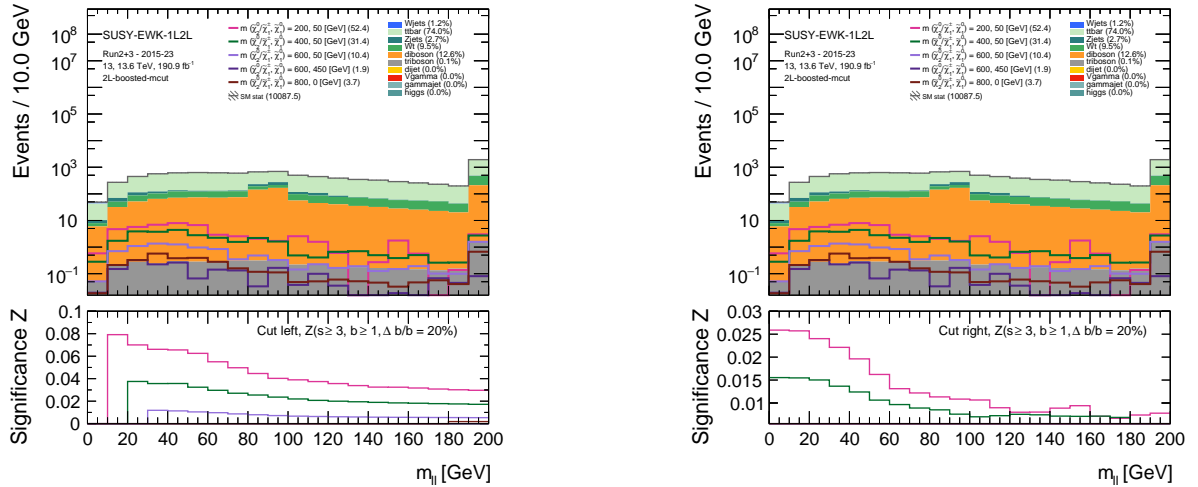 SUSY-EWK-1L2L
Run2+3 - 2015-23
13, 13.6 TeV, 190.9 fb⁻¹
2L-boosted-mcut
m (χ̃₂⁰/χ̃₁±, χ̃₁⁰) = 200, 50 [GeV] (52.4)
m (χ̃₂⁰/χ̃₁±, χ̃₁⁰) = 400, 50 [GeV] (31.4)
m (χ̃₂⁰/χ̃₁±, χ̃₁⁰) = 600, 50 [GeV] (10.4)
m (χ̃₂⁰/χ̃₁±, χ̃₁⁰) = 600, 450 [GeV] (1.9)
m (χ̃₂⁰/χ̃₁±, χ̃₁⁰) = 800, 0 [GeV] (3.7)
SM stat (10087.5)
Wjets (1.2%)
ttbar (74.0%)
Zjets (2.7%)
Wt (9.5%)
diboson (12.6%)
triboson (0.1%)
dijet (0.0%)
Vgamma (0.0%)
gammajet (0.0%)
higgs (0.0%)
Events / 10.0 GeV
10⁸
10⁷
10⁵
10³
10
10⁻¹
Cut left, Z(s≥ 3, b ≥ 1, Δ b/b = 20%)
Significance Z
0.1
0.08
0.06
0.04
0.02
0
0 20 40 60 80 100 120 140 160 180 200
m_ll [GeV]
SUSY-EWK-1L2L
Run2+3 - 2015-23
13, 13.6 TeV, 190.9 fb⁻¹
2L-boosted-mcut
m (χ̃₂⁰/χ̃₁±, χ̃₁⁰) = 200, 50 [GeV] (52.4)
m (χ̃₂⁰/χ̃₁±, χ̃₁⁰) = 400, 50 [GeV] (31.4)
m (χ̃₂⁰/χ̃₁±, χ̃₁⁰) = 600, 50 [GeV] (10.4)
m (χ̃₂⁰/χ̃₁±, χ̃₁⁰) = 600, 450 [GeV] (1.9)
m (χ̃₂⁰/χ̃₁±, χ̃₁⁰) = 800, 0 [GeV] (3.7)
SM stat (10087.5)
Wjets (1.2%)
ttbar (74.0%)
Zjets (2.7%)
Wt (9.5%)
diboson (12.6%)
triboson (0.1%)
dijet (0.0%)
Vgamma (0.0%)
gammajet (0.0%)
higgs (0.0%)
Events / 10.0 GeV
10⁸
10⁷
10⁵
10³
10
10⁻¹
Cut right, Z(s≥ 3, b ≥ 1, Δ b/b = 20%)
Significance Z
0.03
0.025
0.02
0.015
0.01
0 20 40 60 80 100 120 140 160 180 200
m_ll [GeV]